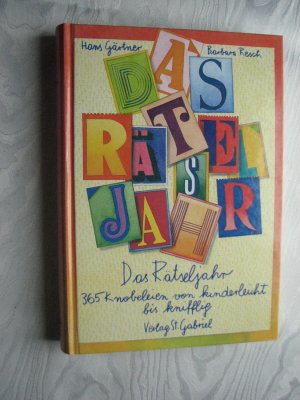 Hans Gärtner Barbara Resch
DAS
RÄTSEL
JAHR
Das Rätseljahr
365 Knobeleien von kinderleicht
bis knifflig
Verlag St. Gabriel